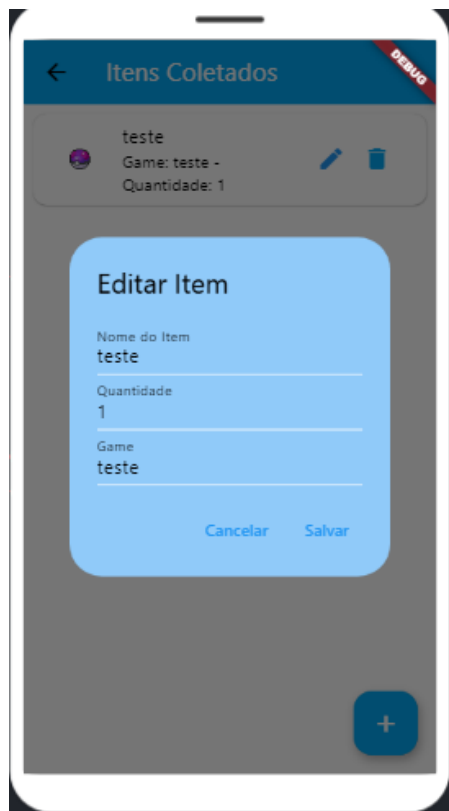 Itens Coletados
DEBUG
teste
Game: teste -
Quantidade: 1
Editar Item
Nome do Item
teste
Quantidade
1
Game
teste
Cancelar Salvar
+